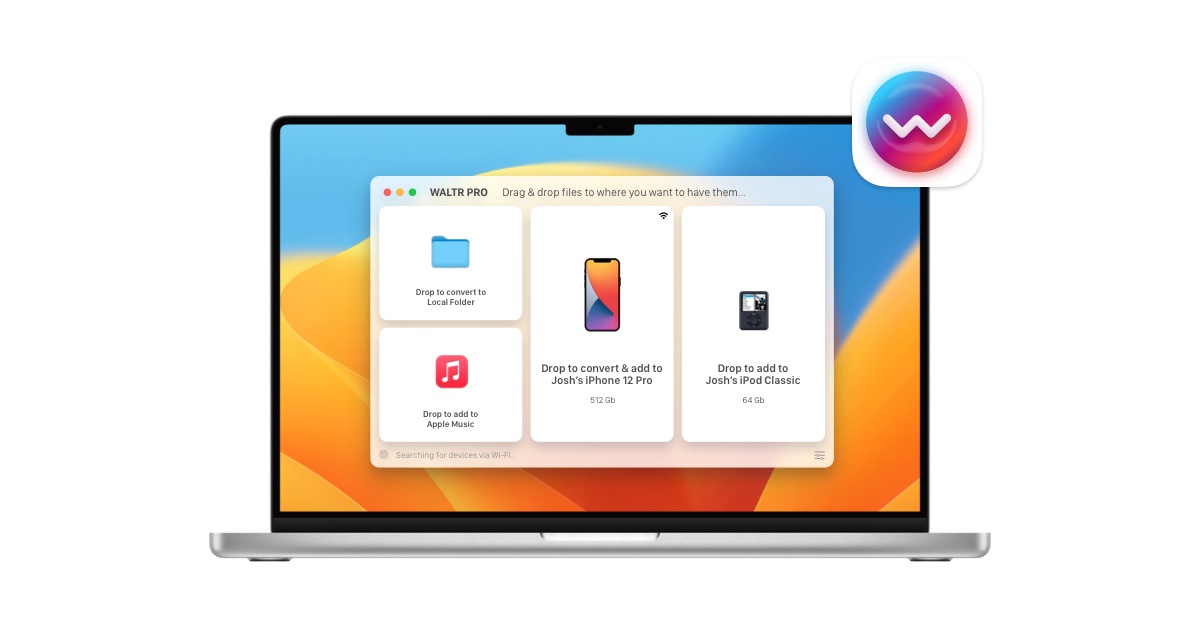 WALTR PRO Drag & drop files to where you want to have them...
Drop to convert to
Local Folder
Drop to add to
Apple Music
Drop to convert & add to
Josh's iPhone 12 Pro
512 Gb
Drop to add to
Josh's iPod Classic
64 Gb
Searching for devices via Wi-Fi...